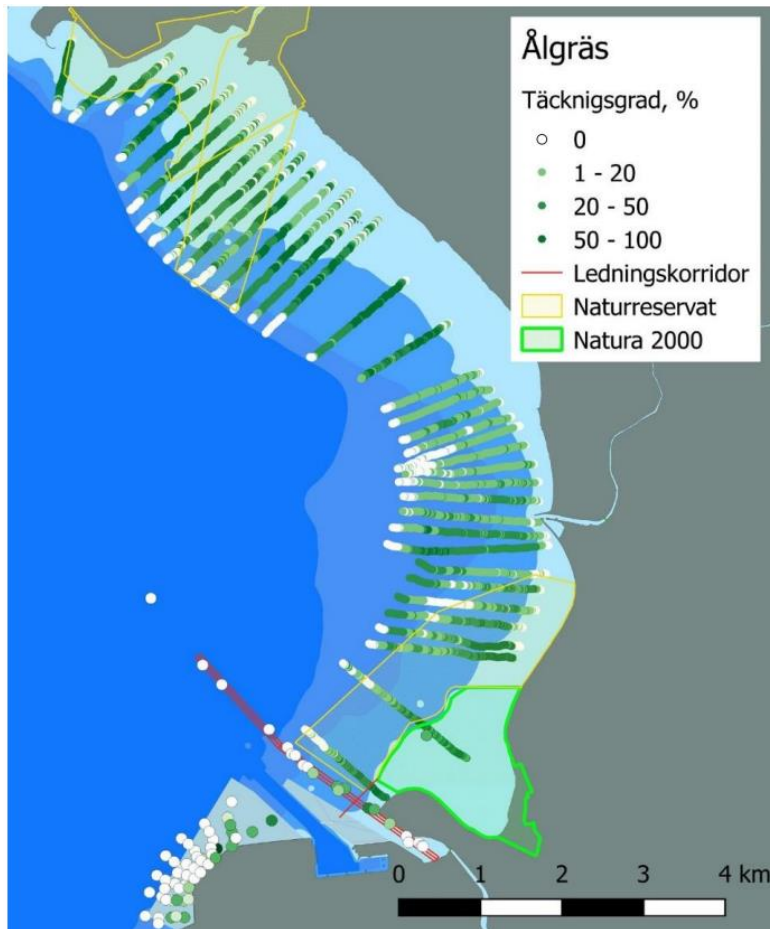 Ålgräs
Täcknigsgrad, %
0
1 - 20
20 - 50
50 - 100
Ledningskorridor
Naturreservat
Natura 2000
0 1 2 3 4 km